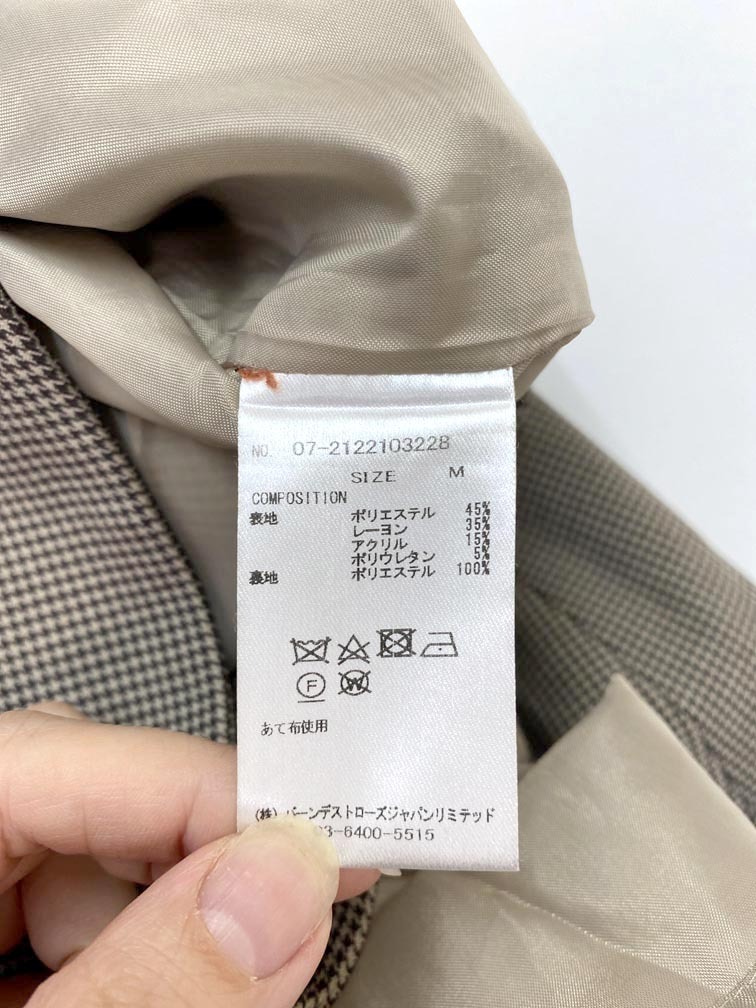 NO. 07-2122103228
SIZE M
COMPOSITION
表地 ポリエステル 45%
レーヨン 35%
アクリル 15%
ポリウレタン 5%
裏地 ポリエステル 100%
F W
あて布使用
(株) バーンデストローズジャパンリミテッド
03-6400-5515